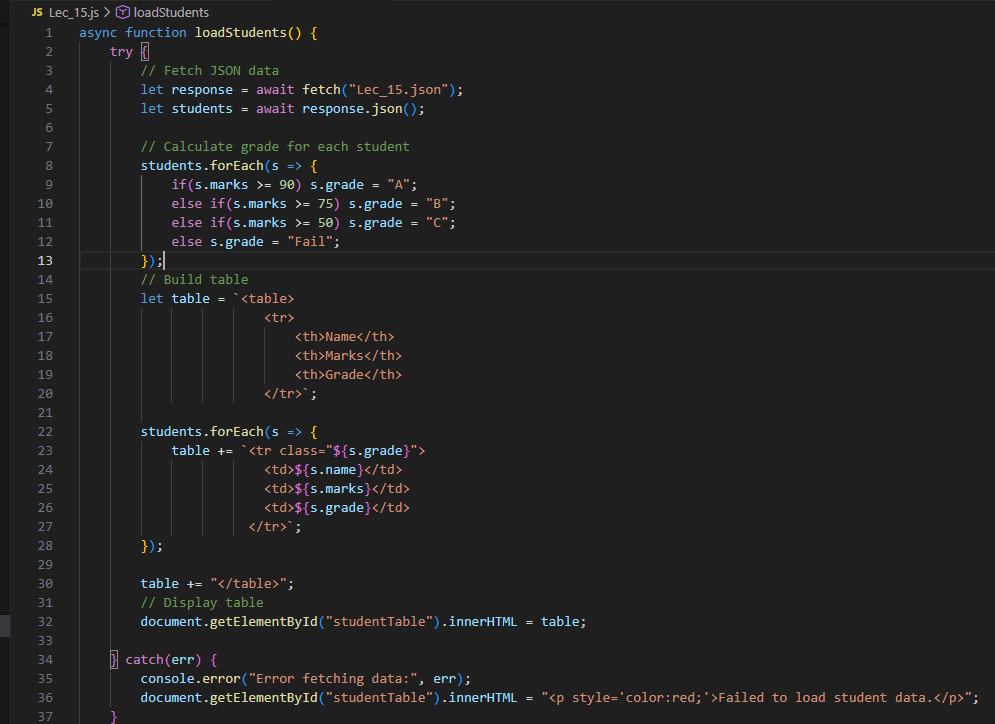 JS Lec_15.js > loadStudents
1 async function loadStudents() {
2     try {
3         // Fetch JSON data
4         let response = await fetch("Lec_15.json");
5         let students = await response.json();
6
7         // Calculate grade for each student
8         students.forEach(s => {
9             if(s.marks >= 90) s.grade = "A";
10             else if(s.marks >= 75) s.grade = "B";
11             else if(s.marks >= 50) s.grade = "C";
12             else s.grade = "Fail";
13         });
14         // Build table
15         let table = `<table>
16                         <tr>
17                             <th>Name</th>
18                             <th>Marks</th>
19                             <th>Grade</th>
20                         </tr>`;
21
22         students.forEach(s => {
23             table += `<tr class="${s.grade}">
24                         <td>${s.name}</td>
25                         <td>${s.marks}</td>
26                         <td>${s.grade}</td>
27                       </tr>`;
28         });
29
30         table += "</table>";
31         // Display table
32         document.getElementById("studentTable").innerHTML = table;
33
34     } catch(err) {
35         console.error("Error fetching data:", err);
36         document.getElementById("studentTable").innerHTML = "<p style='color:red;'>Failed to load student data.</p>";
37     }